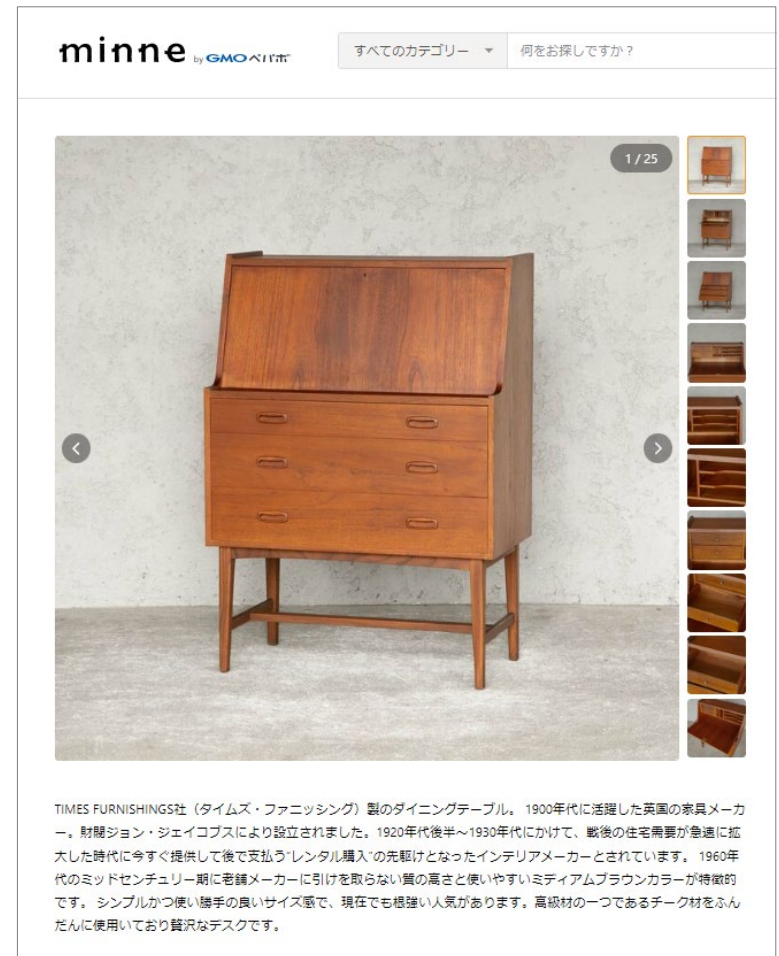 minne by GMOペパボ
すべてのカテゴリー
何をお探しですか?
1 / 25
TIMES FURNISHINGS社(タイムズ・ファニッシング)製のダイニングテーブル。 1900年代に活躍した英国の家具メーカ
ー。財閥ジョン・ジェイコブスにより設立されました。1920年代後半～1930年代にかけて、戦後の住宅需要が急速に拡
大した時代に今すぐ提供して後で支払う"レンタル購入"の先駆けとなったインテリアメーカーとされています。 1960年
代のミッドセンチュリー期に老舗メーカーに引けを取らない質の高さと使いやすいミディアムブラウンカラーが特徴的
です。 シンプルかつ使い勝手の良いサイズ感で、現在でも根強い人気があります。高級材の一つであるチーク材をふん
だんに使用いており贅沢なデスクです。